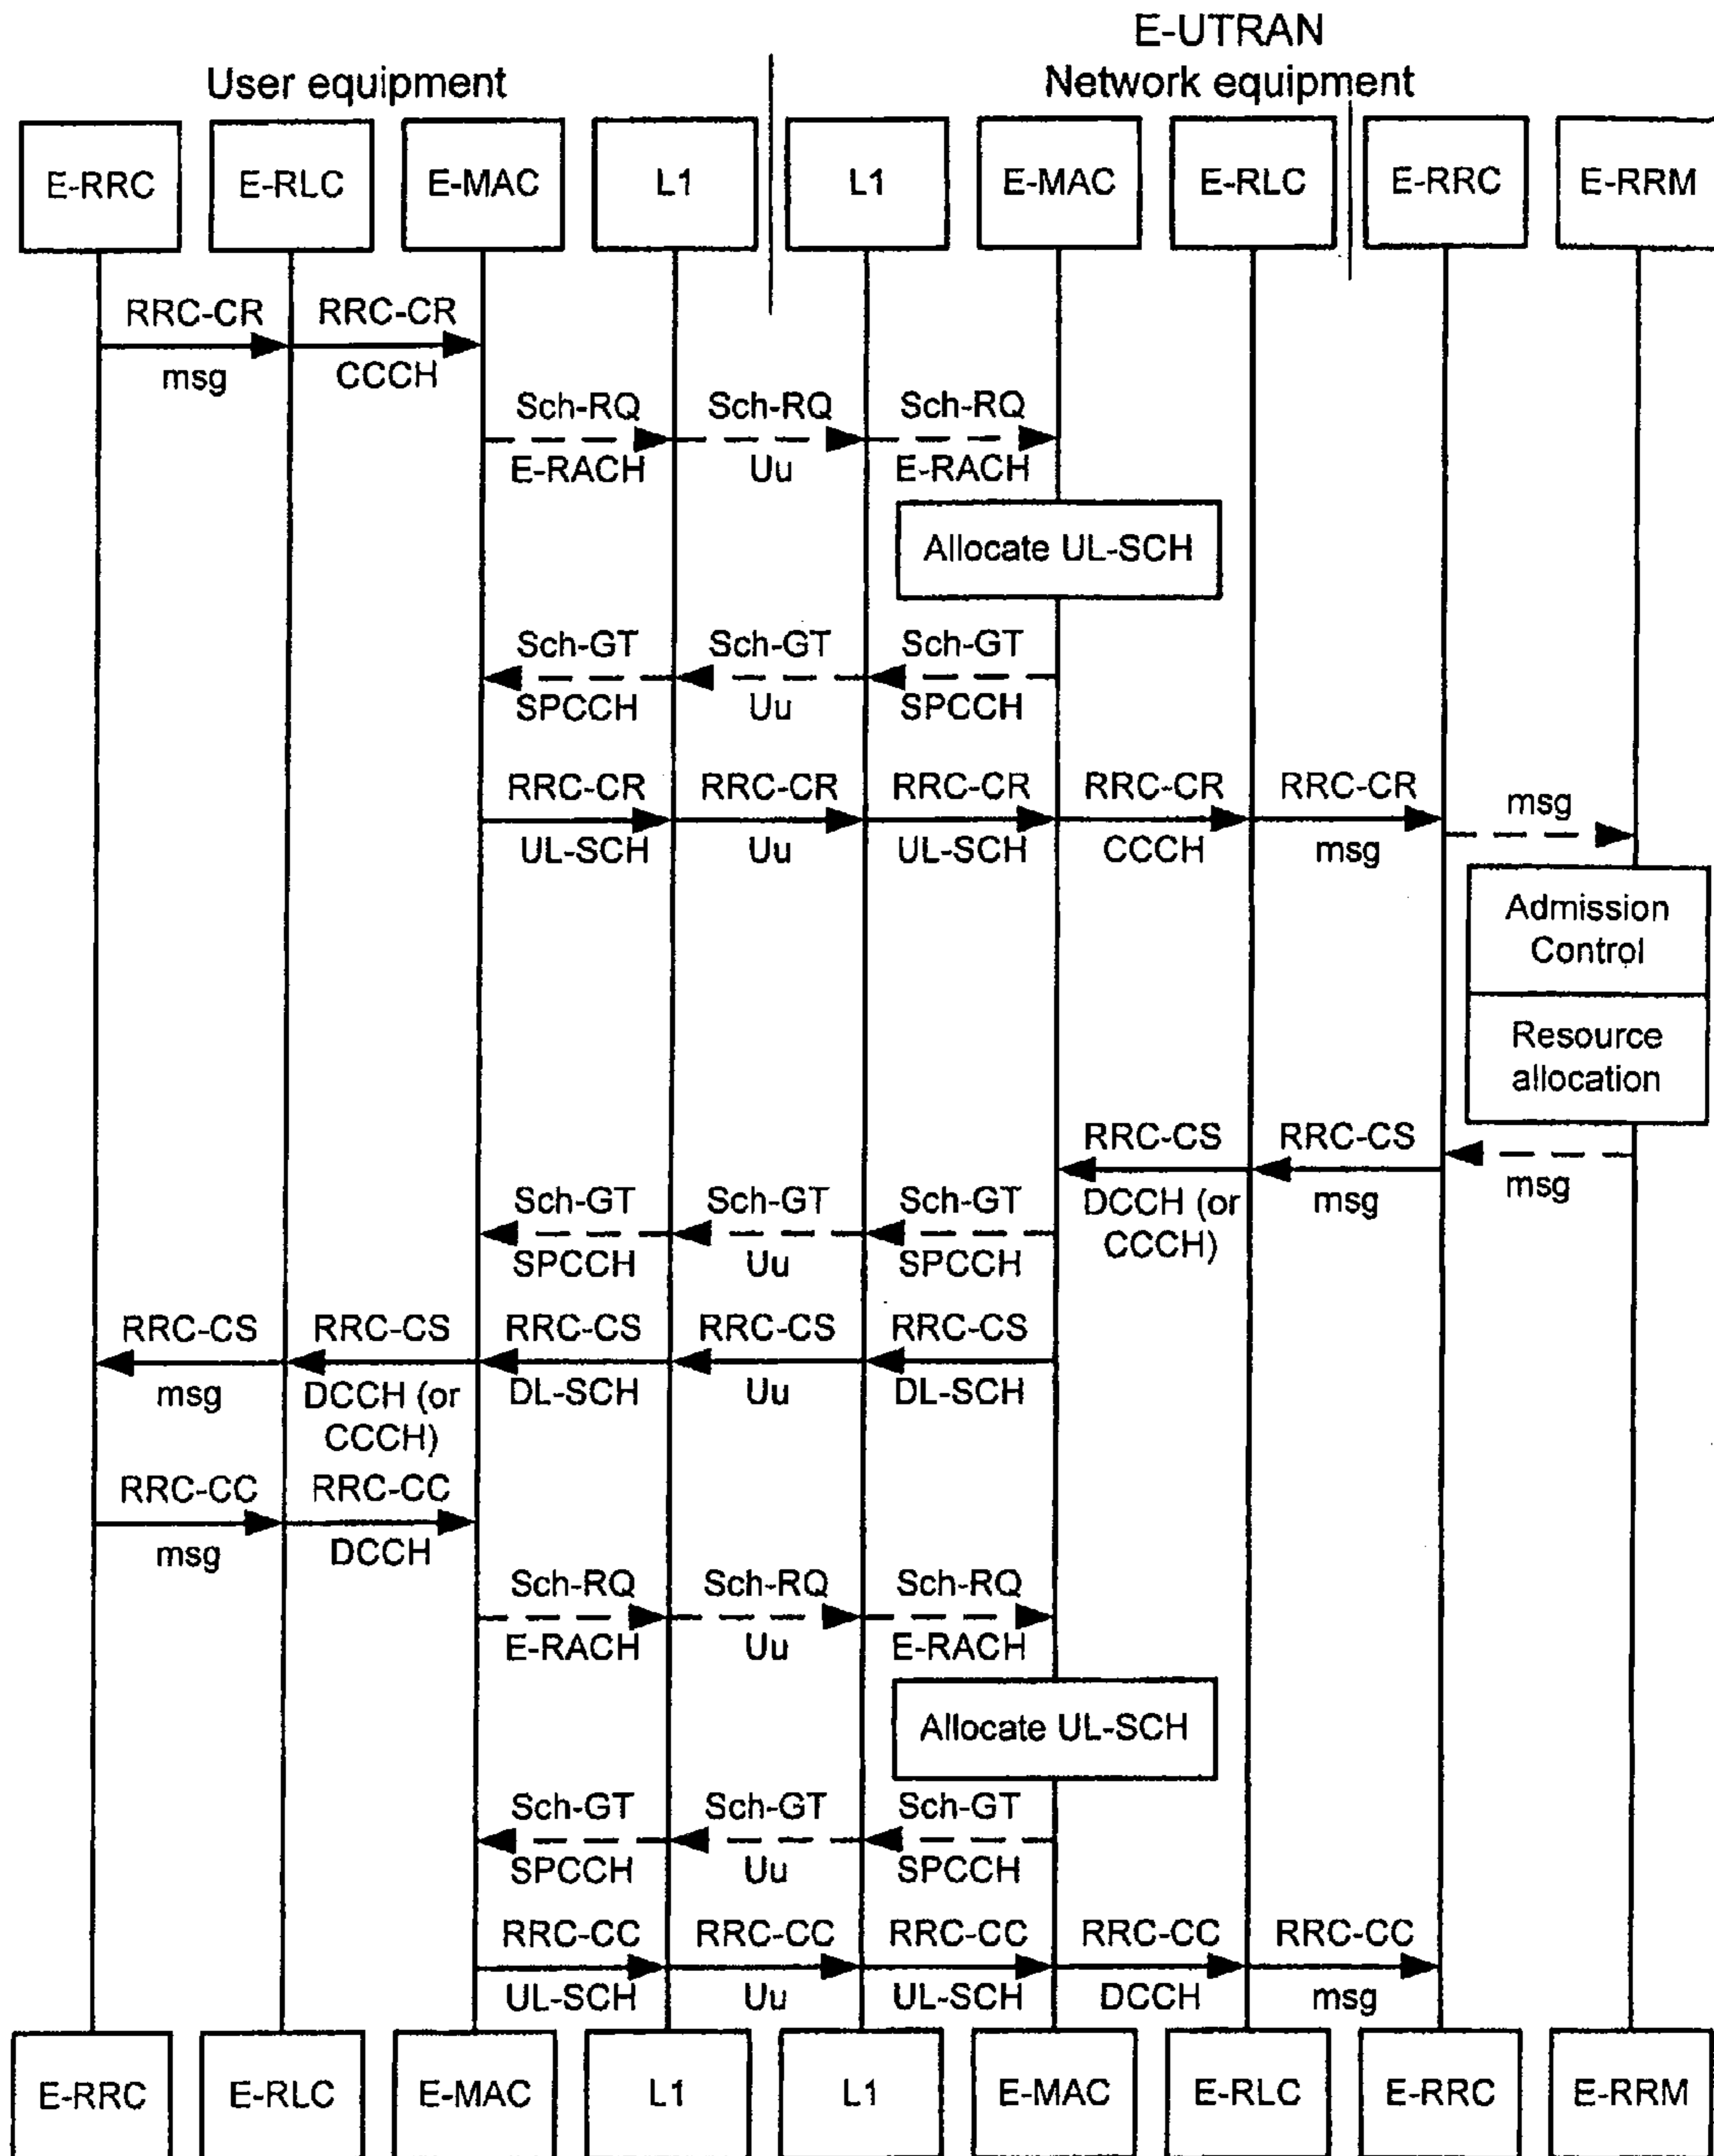 E-UTRAN
User equipment
Network equipment
E-RRC E-RLC E-MAC L1 L1 E-MAC E-RLC E-RRC E-RRM
RRC-CR RRC-CR
msg CCCH
Sch-RQ Sch-RQ Sch-RQ
E-RACH Uu E-RACH
Allocate UL-SCH
Sch-GT Sch-GT Sch-GT
SPCCH Uu SPCCH
RRC-CR RRC-CR RRC-CR RRC-CR RRC-CR msg
UL-SCH Uu UL-SCH CCCH msg
Admission
Control
Resource
allocation
RRC-CS RRC-CS
DCCH (or msg msg
CCCH)
Sch-GT Sch-GT Sch-GT
SPCCH Uu SPCCH
RRC-CS RRC-CS RRC-CS RRC-CS RRC-CS
msg DCCH (or DL-SCH Uu DL-SCH
CCCH)
RRC-CC RRC-CC
msg DCCH
Sch-RQ Sch-RQ Sch-RQ
E-RACH Uu E-RACH
Allocate UL-SCH
Sch-GT Sch-GT Sch-GT
SPCCH Uu SPCCH
RRC-CC RRC-CC RRC-CC RRC-CC RRC-CC
UL-SCH Uu UL-SCH DCCH msg
E-RRC E-RLC E-MAC L1 L1 E-MAC E-RLC E-RRC E-RRM